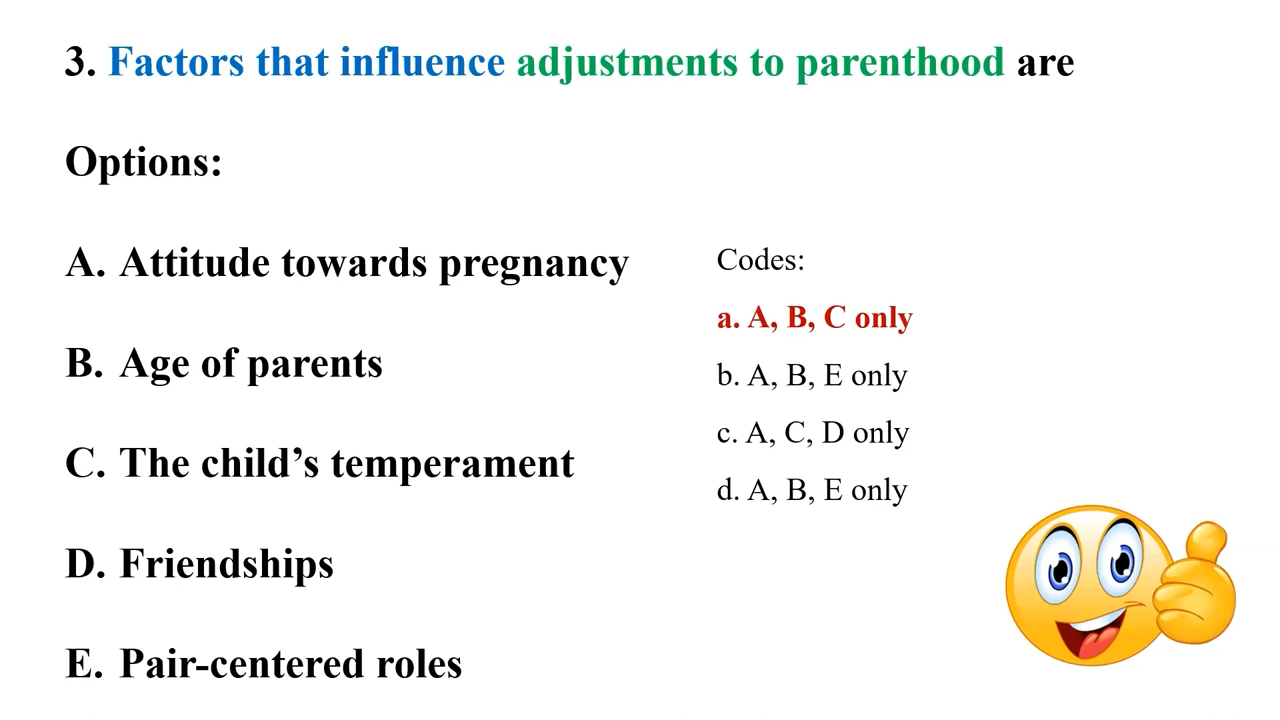 3. Factors that influence adjustments to parenthood are
Options:
A. Attitude towards pregnancy
B. Age of parents
C. The child’s temperament
D. Friendships
E. Pair-centered roles
Codes:
a. A, B, C only
b. A, B, E only
c. A, C, D only
d. A, B, E only